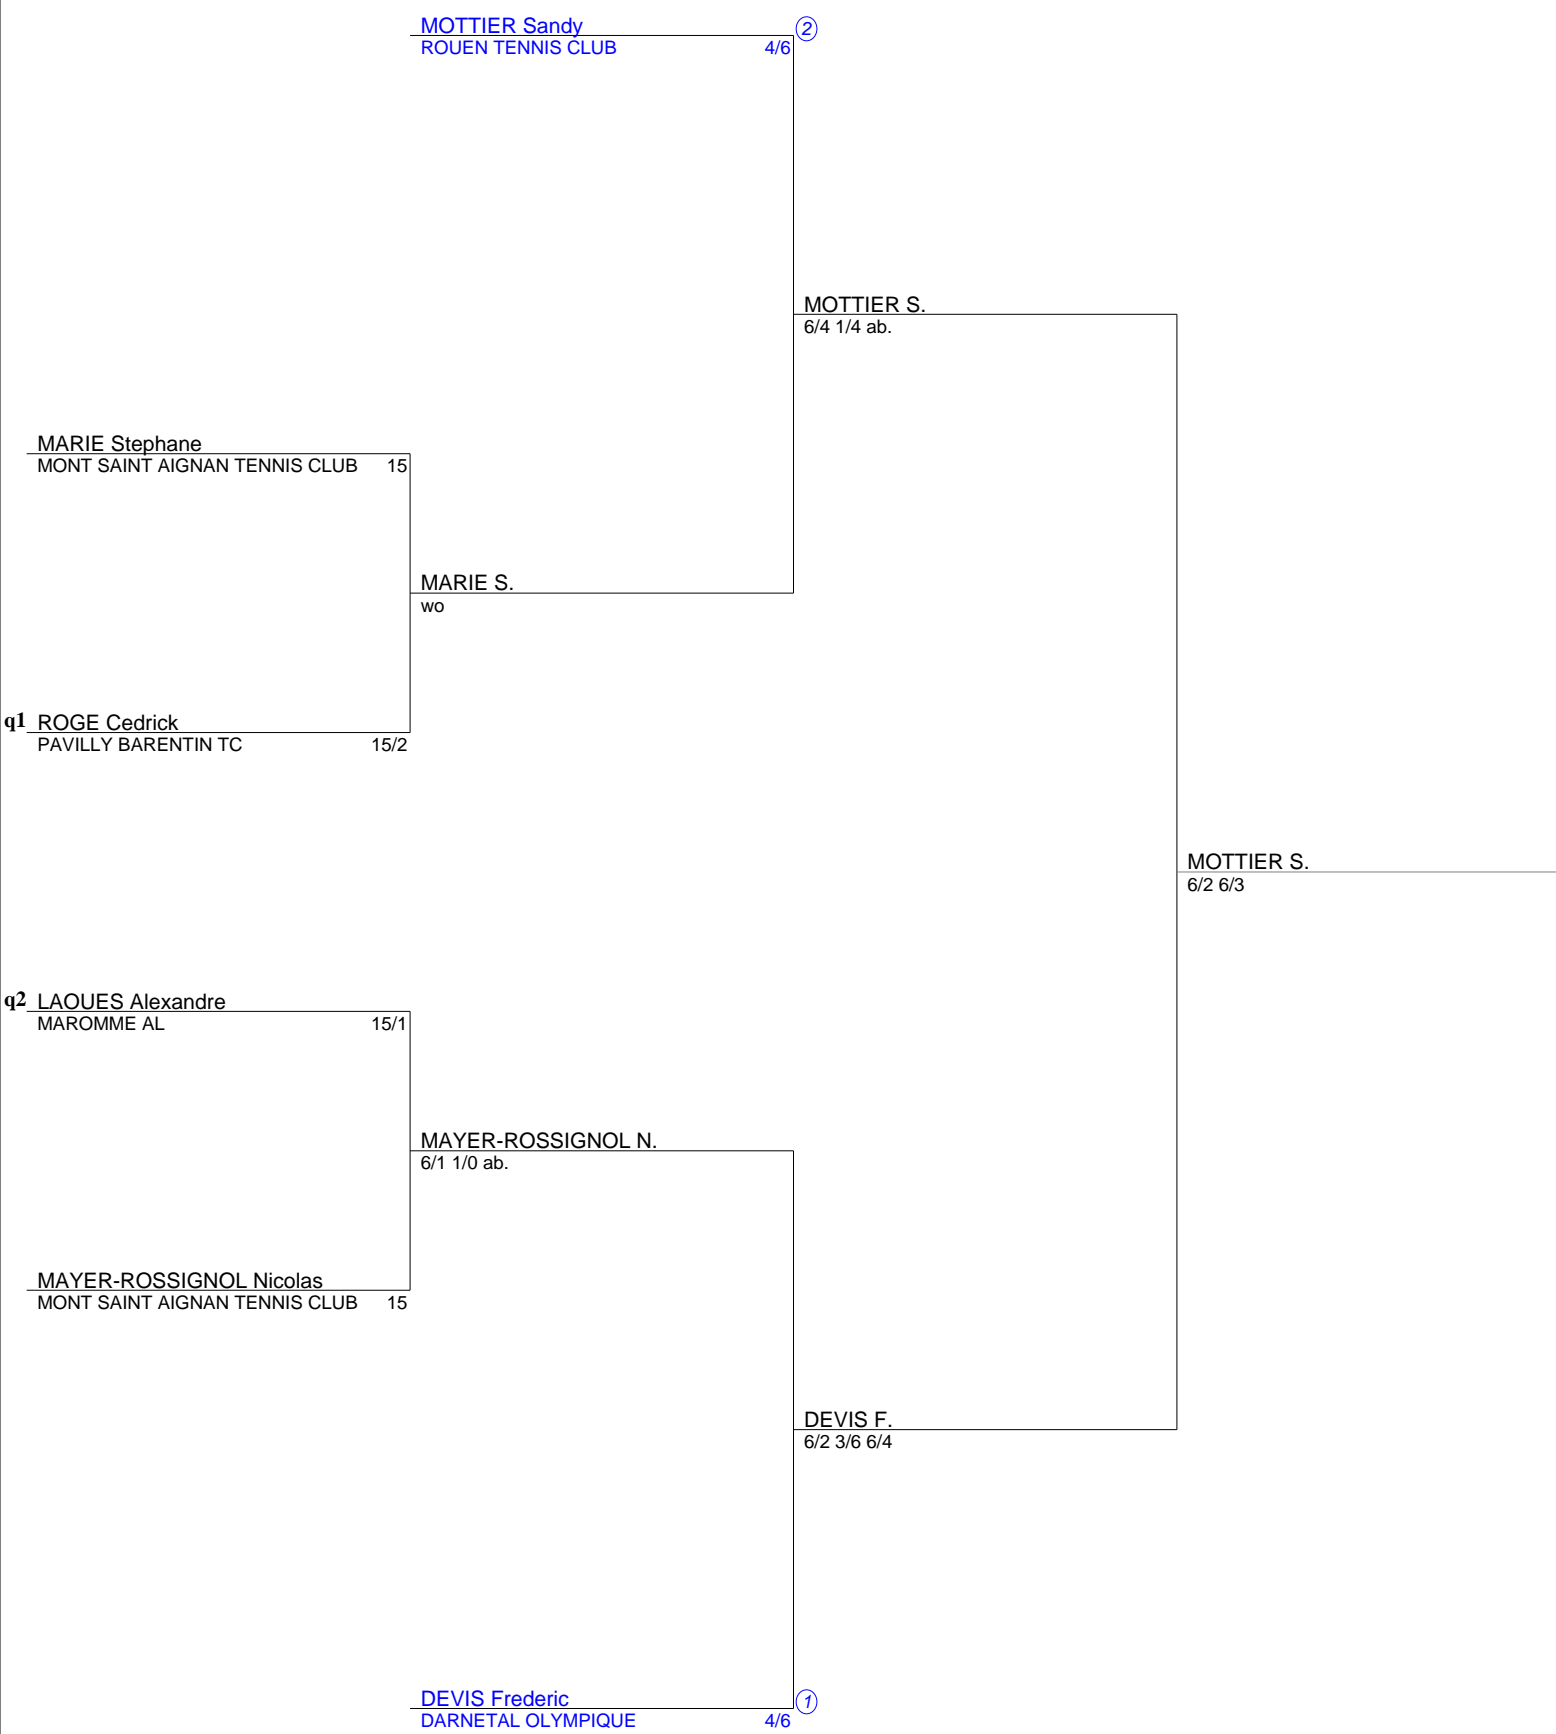 MOTTIER Sandy 2
ROUEN TENNIS CLUB 4/6
MOTTIER S.
6/4 1/4 ab.
MARIE Stephane
MONT SAINT AIGNAN TENNIS CLUB 15
MARIE S.
wo
q1 ROGE Cedrick
PAVILLY BARENTIN TC 15/2
MOTTIER S.
6/2 6/3
q2 LAOUES Alexandre
MAROMME AL 15/1
MAYER-ROSSIGNOL N.
6/1 1/0 ab.
MAYER-ROSSIGNOL Nicolas
MONT SAINT AIGNAN TENNIS CLUB 15
DEVIS F.
6/2 3/6 6/4
DEVIS Frederic 1
DARNETAL OLYMPIQUE 4/6